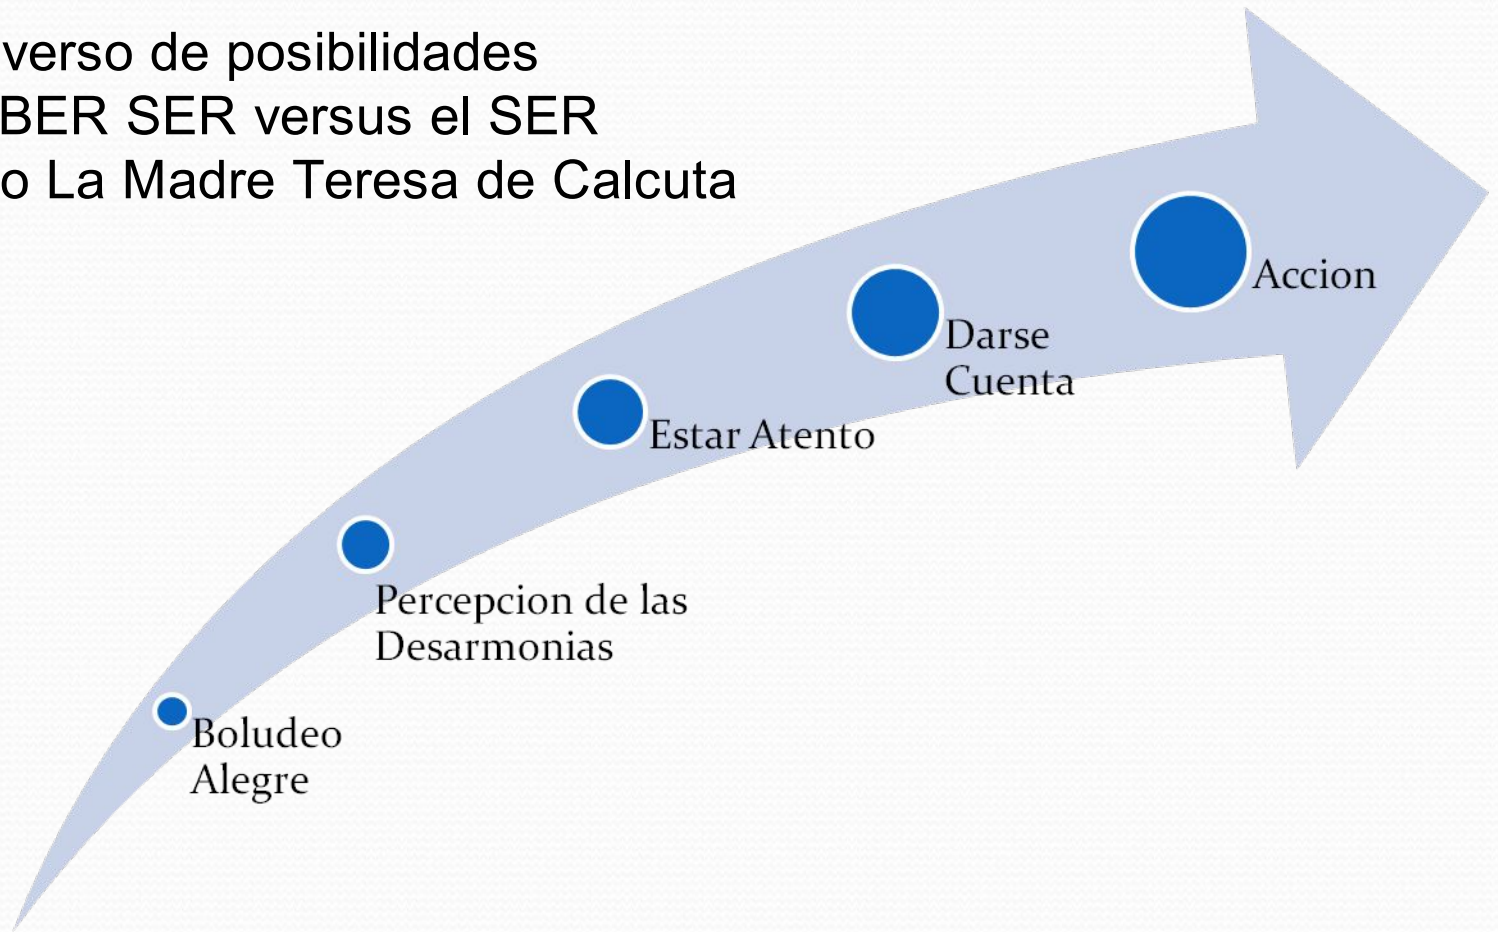 verso de posibilidades
BER SER versus el SER
o La Madre Teresa de Calcuta
Accion
Darse
Cuenta
Estar Atento
Percepcion de las
Desarmonias
Boludeo
Alegre